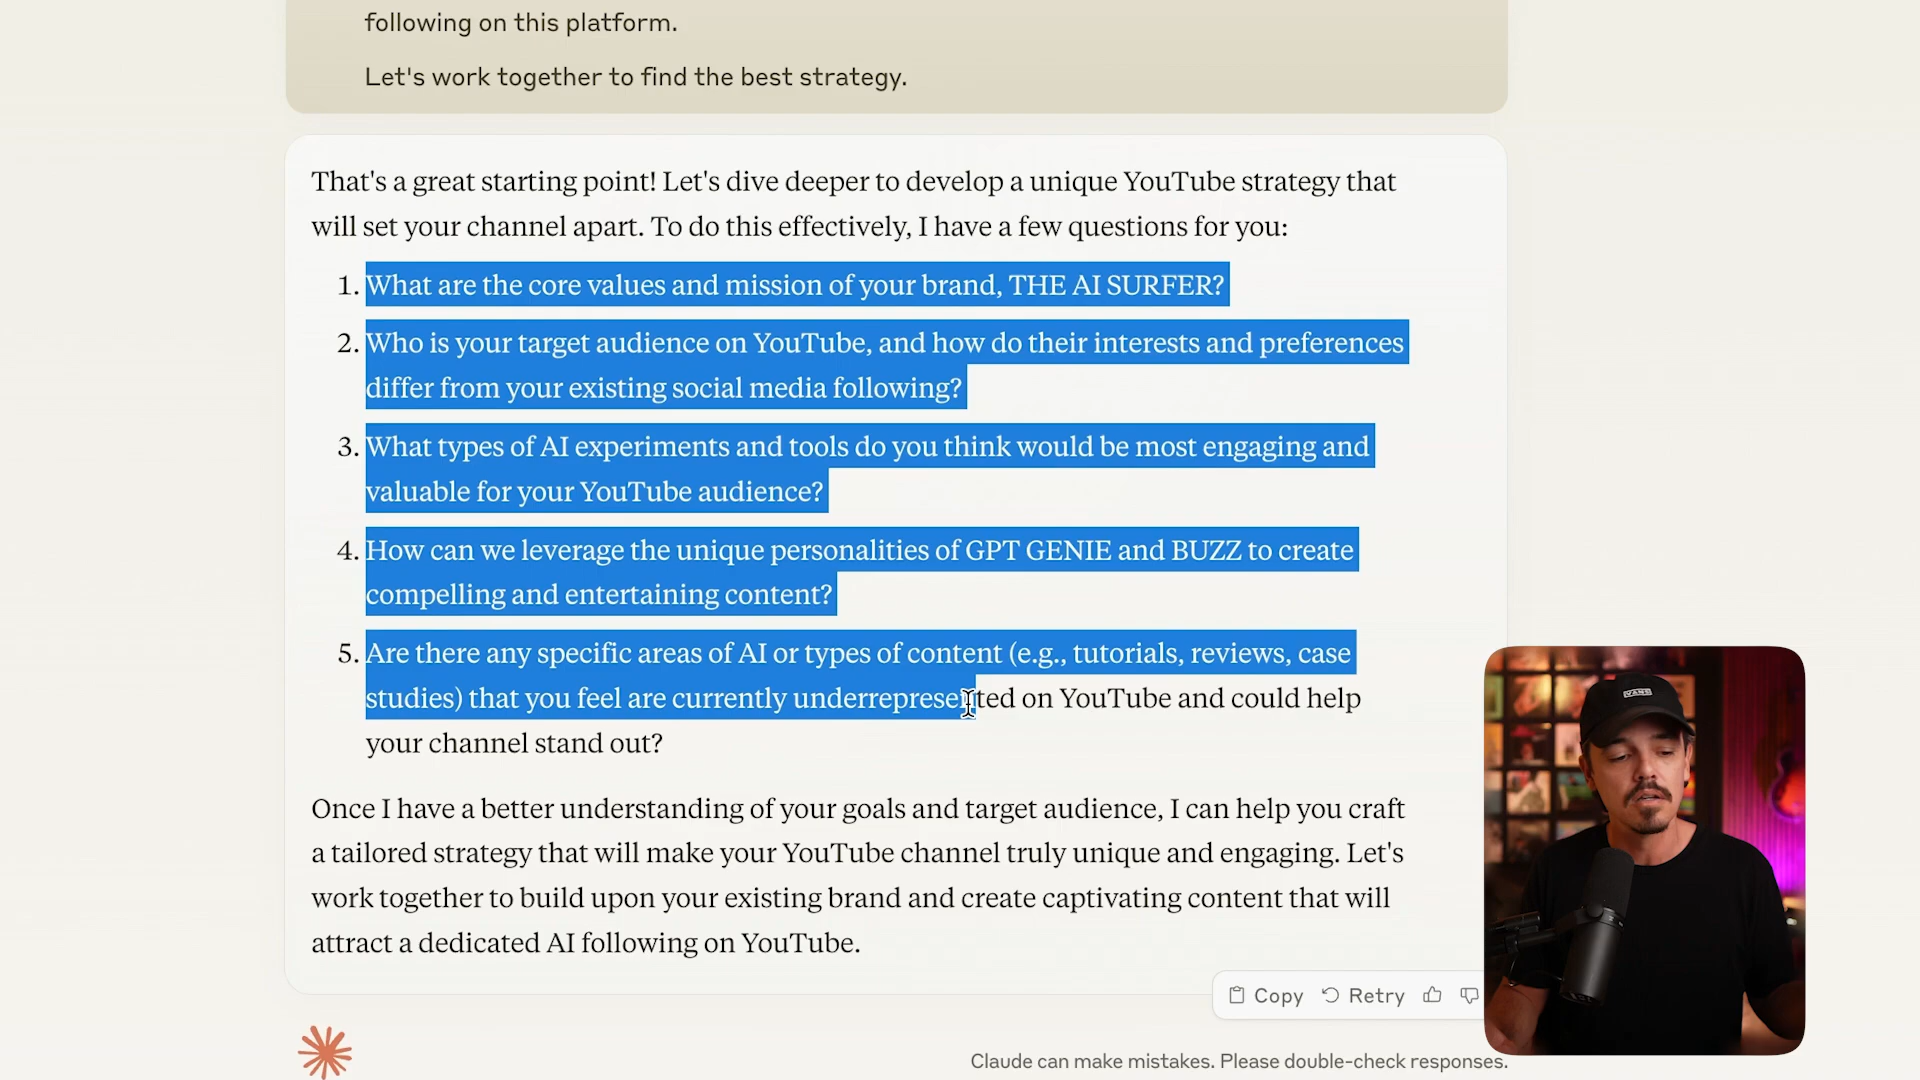 following on this platform.
Let's work together to find the best strategy.
That's a great starting point! Let's dive deeper to develop a unique YouTube strategy that
will set your channel apart. To do this effectively, I have a few questions for you:
1. What are the core values and mission of your brand, THE AI SURFER?
2. Who is your target audience on YouTube, and how do their interests and preferences
differ from your existing social media following?
3. What types of AI experiments and tools do you think would be most engaging and
valuable for your YouTube audience?
4. How can we leverage the unique personalities of GPT GENIE and BUZZ to create
compelling and entertaining content?
5. Are there any specific areas of AI or types of content (e.g., tutorials, reviews, case
studies) that you feel are currently underrepresented on YouTube and could help
your channel stand out?
Once I have a better understanding of your goals and target audience, I can help you craft
a tailored strategy that will make your YouTube channel truly unique and engaging. Let's
work together to build upon your existing brand and create captivating content that will
attract a dedicated AI following on YouTube.
Copy Retry
Claude can make mistakes. Please double-check responses.
VANS